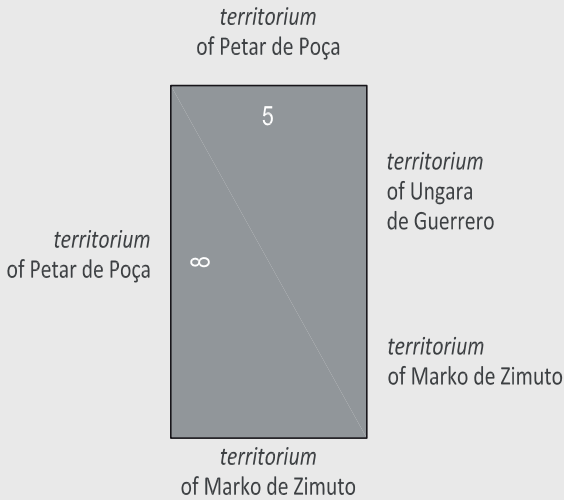 territorium
of Petar de Poça
5
territorium
of Ungara
de Guerrero
territorium
of Petar de Poça
8
territorium
of Marko de Zimuto
territorium
of Marko de Zimuto